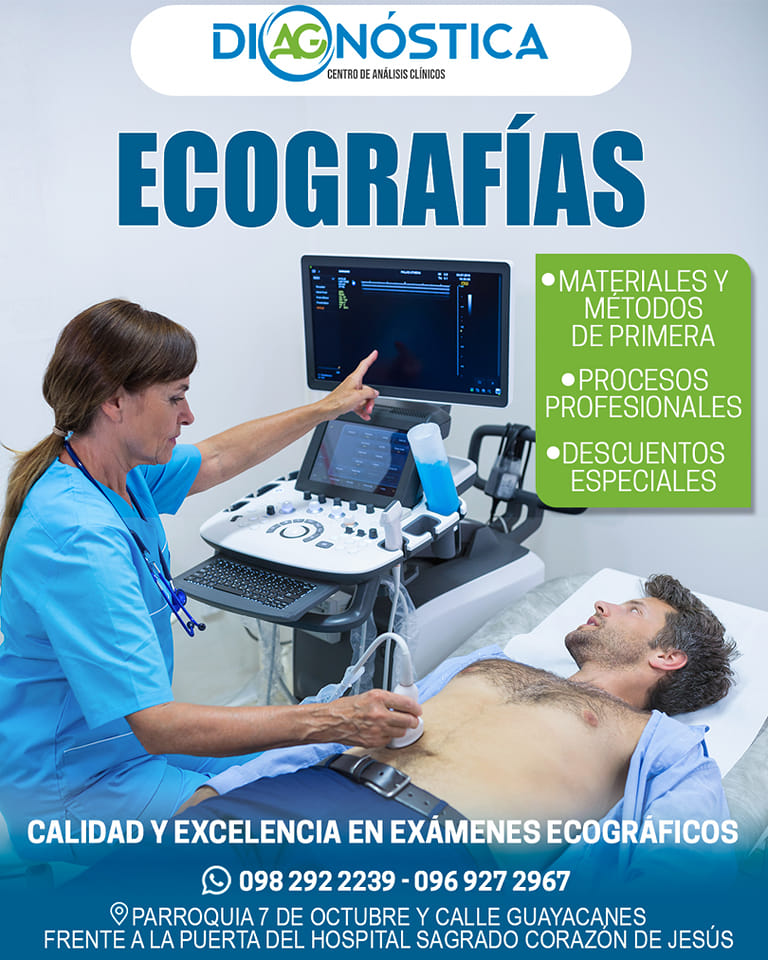 DIAGNÓSTICA
CENTRO DE ANÁLISIS CLÍNICOS
ECOGRAFÍAS
•MATERIALES Y
MÉTODOS
DE PRIMERA
•PROCESOS
PROFESIONALES
•DESCUENTOS
ESPECIALES
CALIDAD Y EXCELENCIA EN EXÁMENES ECOGRÁFICOS
098 292 2239 - 096 927 2967
PARROQUIA 7 DE OCTUBRE Y CALLE GUAYACANES
FRENTE A LA PUERTA DEL HOSPITAL SAGRADO CORAZÓN DE JESÚS